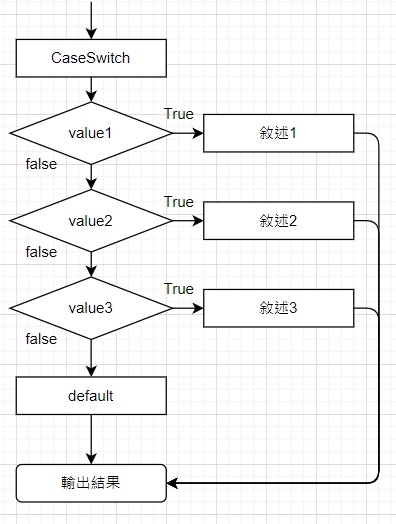 CaseSwitch
True
value1
敘述1
false
True
value2
敘述2
false
True
value3
敘述3
false
default
輸出結果